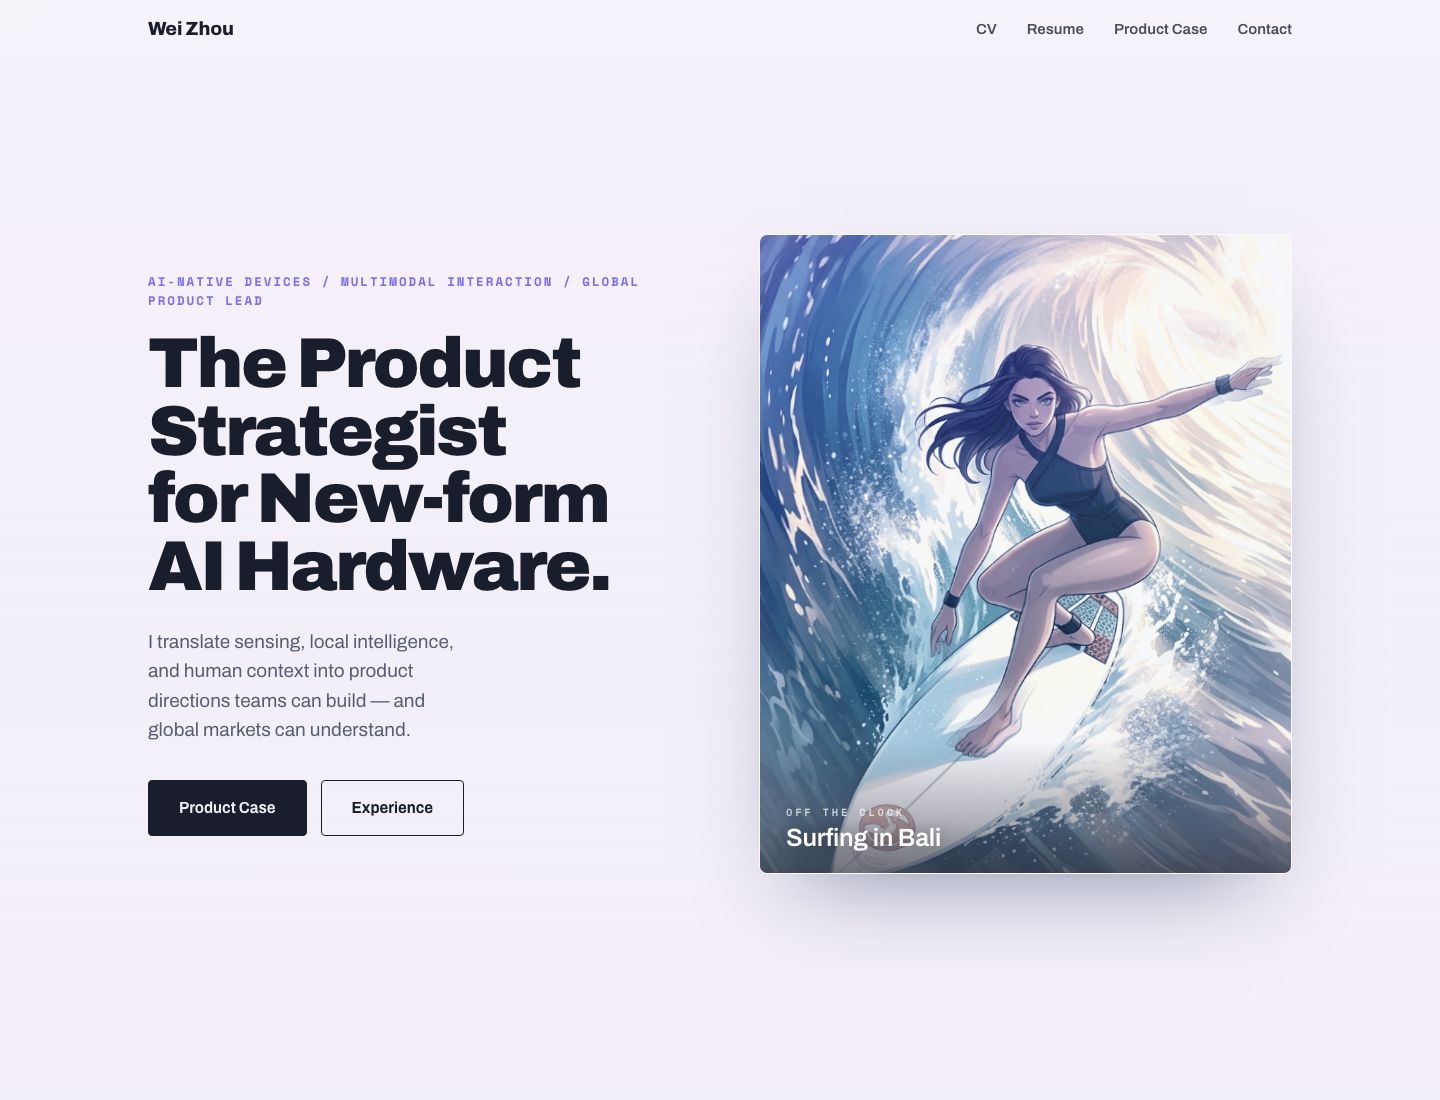 Wei Zhou
CV
Resume
Product Case
Contact
AI-NATIVE DEVICES / MULTIMODAL INTERACTION / GLOBAL
PRODUCT LEAD
The Product
Strategist
for New-form
AI Hardware.
I translate sensing, local intelligence,
and human context into product
directions teams can build — and
global markets can understand.
Product Case
Experience
OFF THE CLOCK
Surfing in Bali